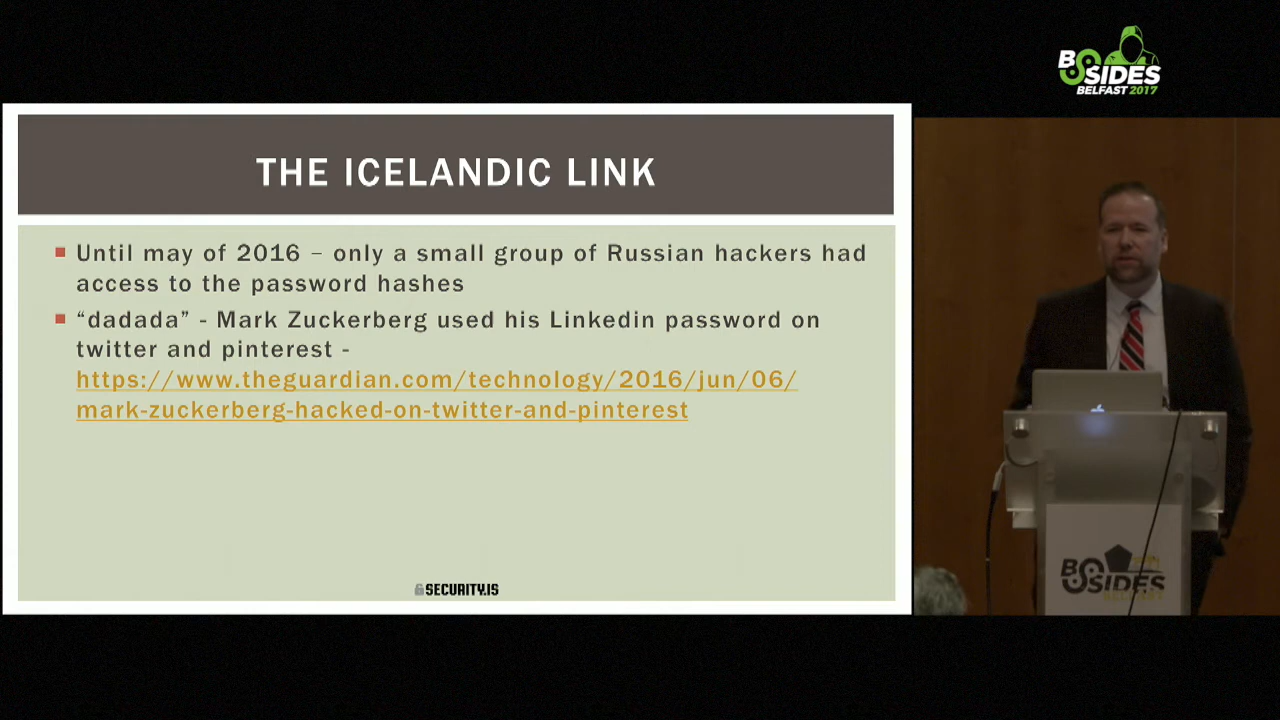 BSIDES
BELFAST 2017
THE ICELANDIC LINK
Until may of 2016 – only a small group of Russian hackers had
access to the password hashes
“dadada” - Mark Zuckerberg used his Linkedin password on
twitter and pinterest -
https://www.theguardian.com/technology/2016/jun/06/
mark-zuckerberg-hacked-on-twitter-and-pinterest
SECURITY.IS
BSIDES
BELFAST